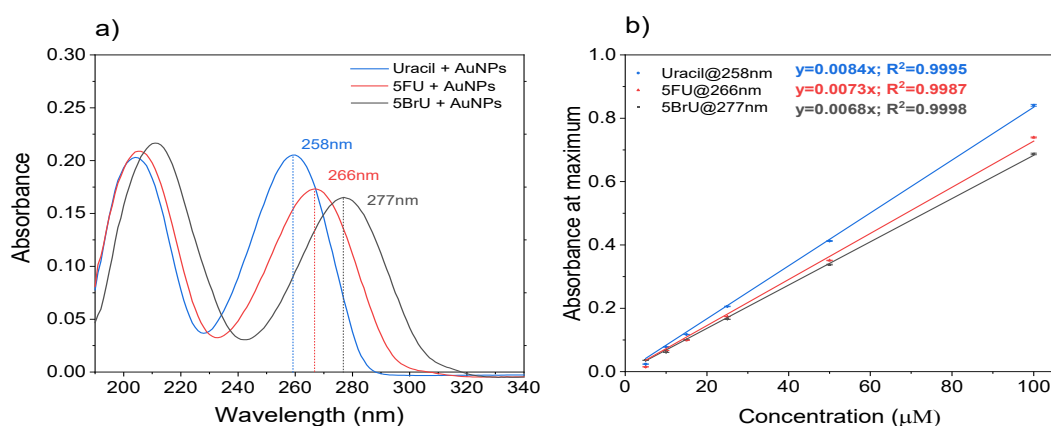 a)
0.30
0.25
0.20
0.15
0.10
0.05
0.00
Absorbance
Uracil + AuNPs
5FU + AuNPs
5BrU + AuNPs
258nm
266nm
277nm
200 220 240 260 280 300 320 340
Wavelength (nm)
b)
1.0
0.8
0.6
0.4
0.2
0.0
Absorbance at maximum
Uracil@258nm y=0.0084x; R²=0.9995
5FU@266nm y=0.0073x; R²=0.9987
5BrU@277nm y=0.0068x; R²=0.9998
0 20 40 60 80 100
Concentration (μM)